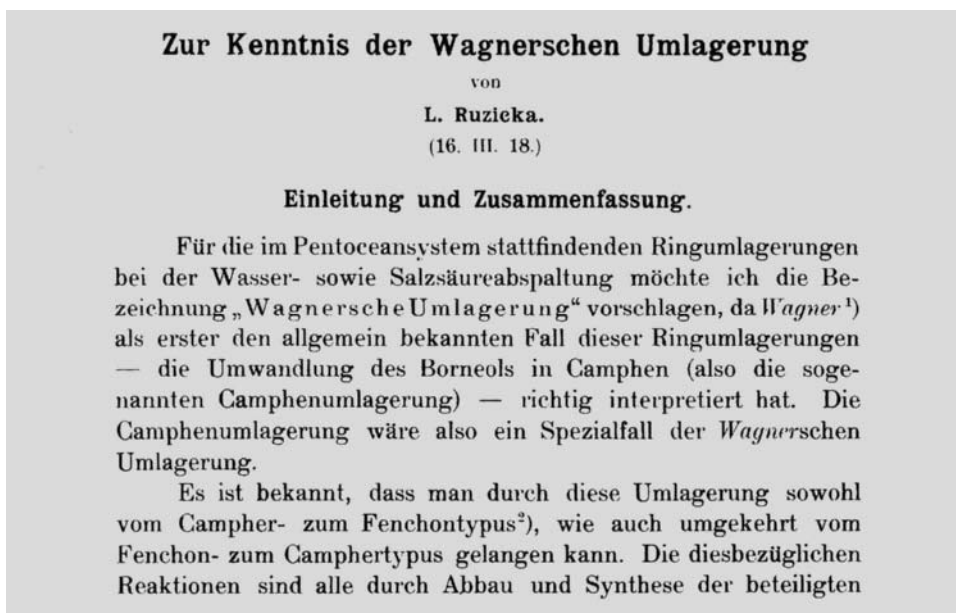 Zur Kenntnis der Wagnerschen Umlagerung
von
L. Ruzicka.
(16. III. 18.)
Einleitung und Zusammenfassung.
Für die im Pentoceansystem stattfindenden Ringumlagerungen
bei der Wasser- sowie Salzsäureabspaltung möchte ich die Be-
zeichnung „Wagnersche Umlagerung“ vorschlagen, da Wagner¹)
als erster den allgemein bekannten Fall dieser Ringumlagerungen
— die Umwandlung des Borneols in Camphen (also die soge-
nannten Camphenumlagerung) — richtig interpretiert hat. Die
Camphenumlagerung wäre also ein Spezialfall der Wagnerschen
Umlagerung.
Es ist bekannt, dass man durch diese Umlagerung sowohl
vom Campher- zum Fenchontypus²), wie auch umgekehrt vom
Fenchon- zum Camphertypus gelangen kann. Die diesbezüglichen
Reaktionen sind alle durch Abbau und Synthese der beteiligten